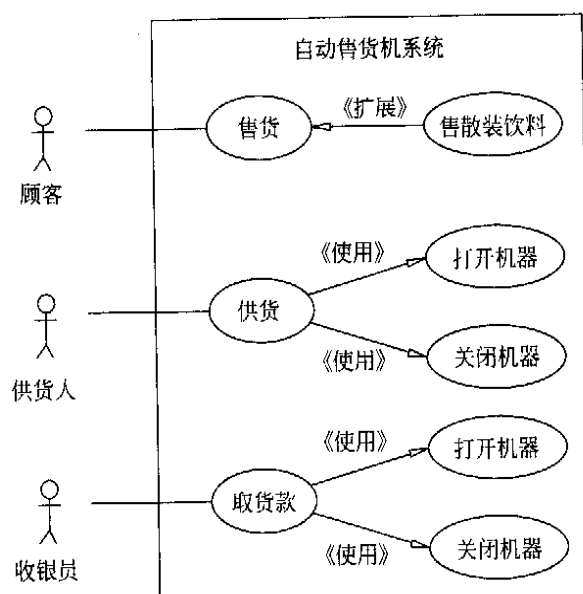 自动售货机系统
售货
《扩展》
售散装饮料
顾客
《使用》
打开机器
供货
《使用》
关闭机器
供货人
《使用》
打开机器
取货款
《使用》
关闭机器
收银员